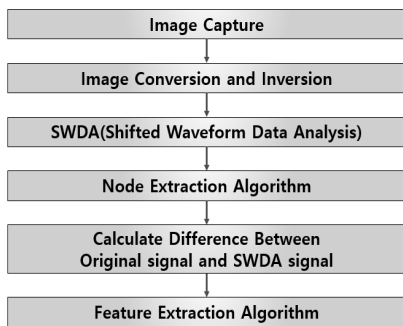 Image Capture
Image Conversion and Inversion
SWDA(Shifted Waveform Data Analysis)
Node Extraction Algorithm
Calculate Difference Between
Original signal and SWDA signal
Feature Extraction Algorithm